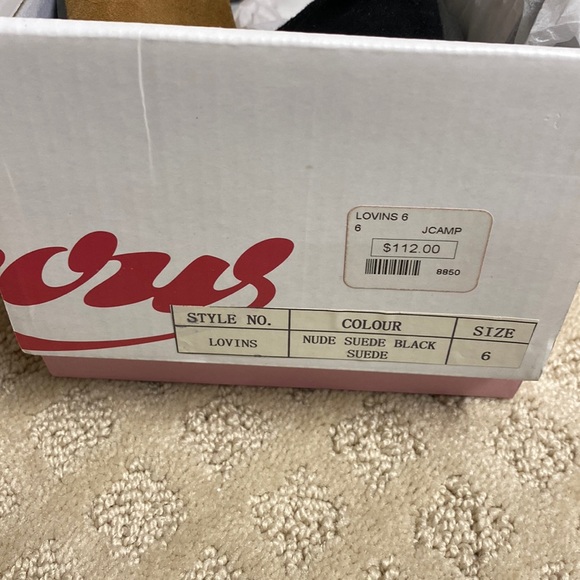 LOVINS 6
6 JCAMP
$112.00
8850
STYLE NO. COLOUR SIZE
LOVINS NUDE SUEDE BLACK SUEDE 6